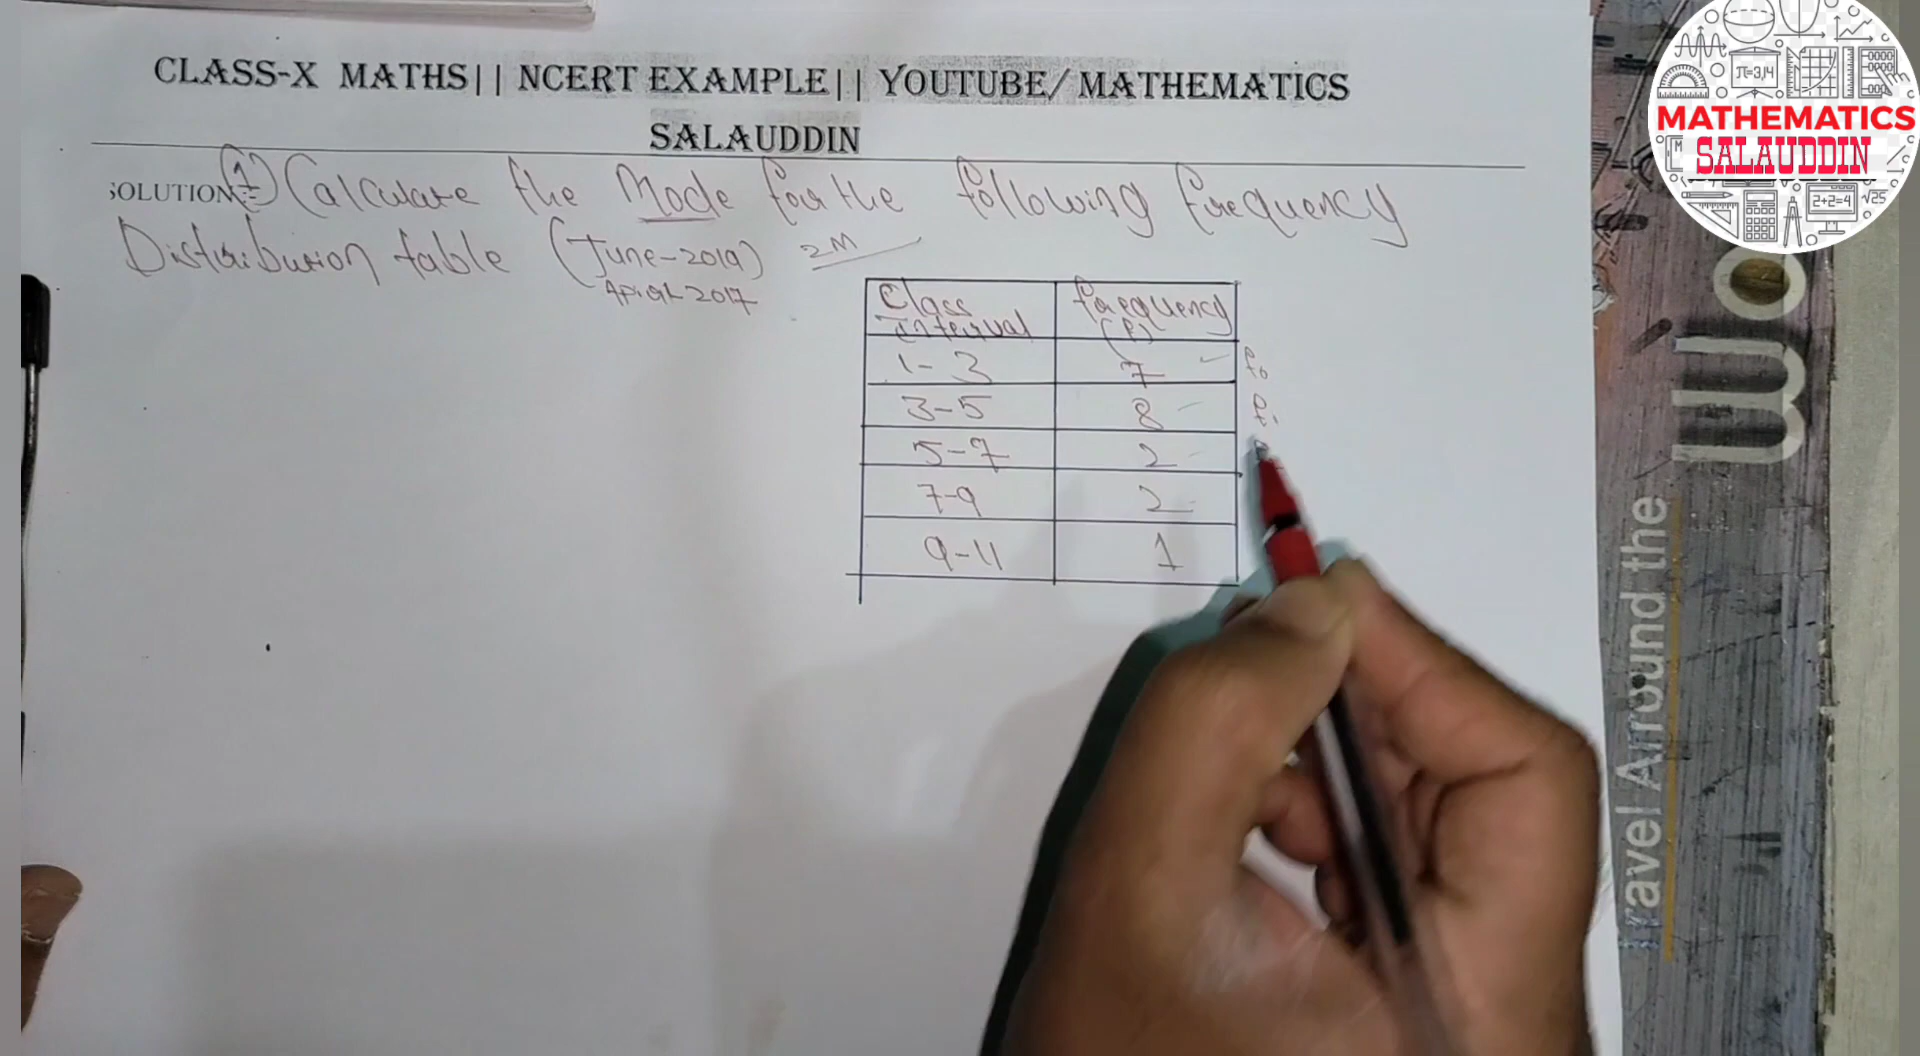 CLASS-X MATHS|| NCERT EXAMPLE|| YOUTUBE/ MATHEMATICS
SALAUDDIN
SOLUTION:-
1) Calculate the Mode for the following frequency
Distribution table (June-2019) 2M
April 2017
Class interval frequency (f)
1-3 7 f0
3-5 8 f1
5-7 2
7-9 2
9-11 1
π=3,14
MATHEMATICS
SALAUDDIN
2+2=4 √25
Wo
Travel Arround the